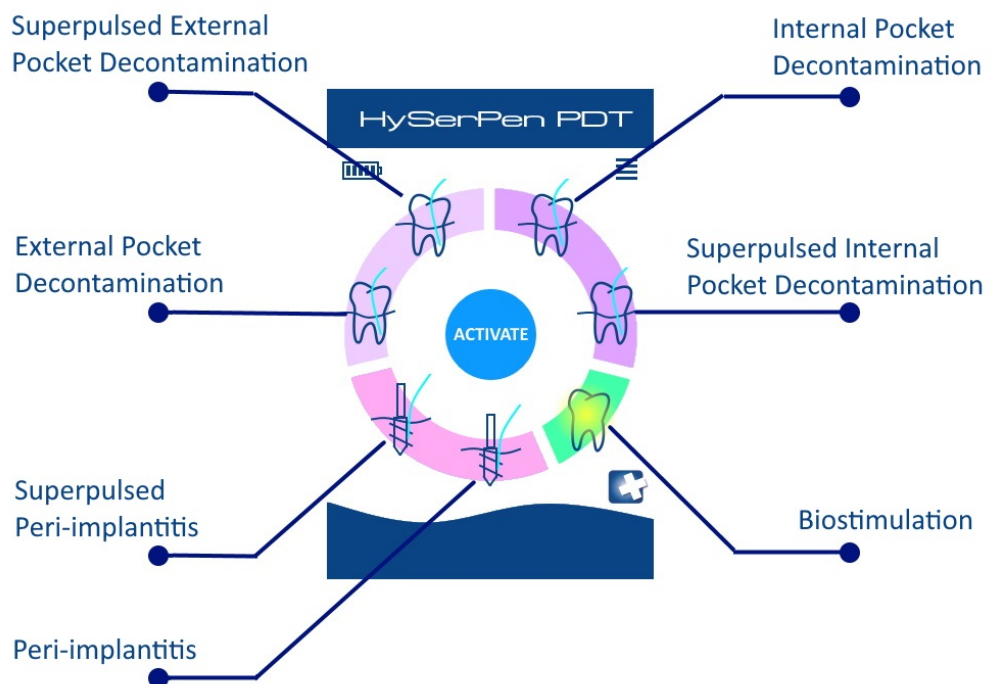 Superpulsed External
Pocket Decontamination
Internal Pocket
Decontamination
HySerPen PDT
External Pocket
Decontamination
Superpulsed Internal
Pocket Decontamination
ACTIVATE
Superpulsed
Peri-implantitis
Biostimulation
Peri-implantitis